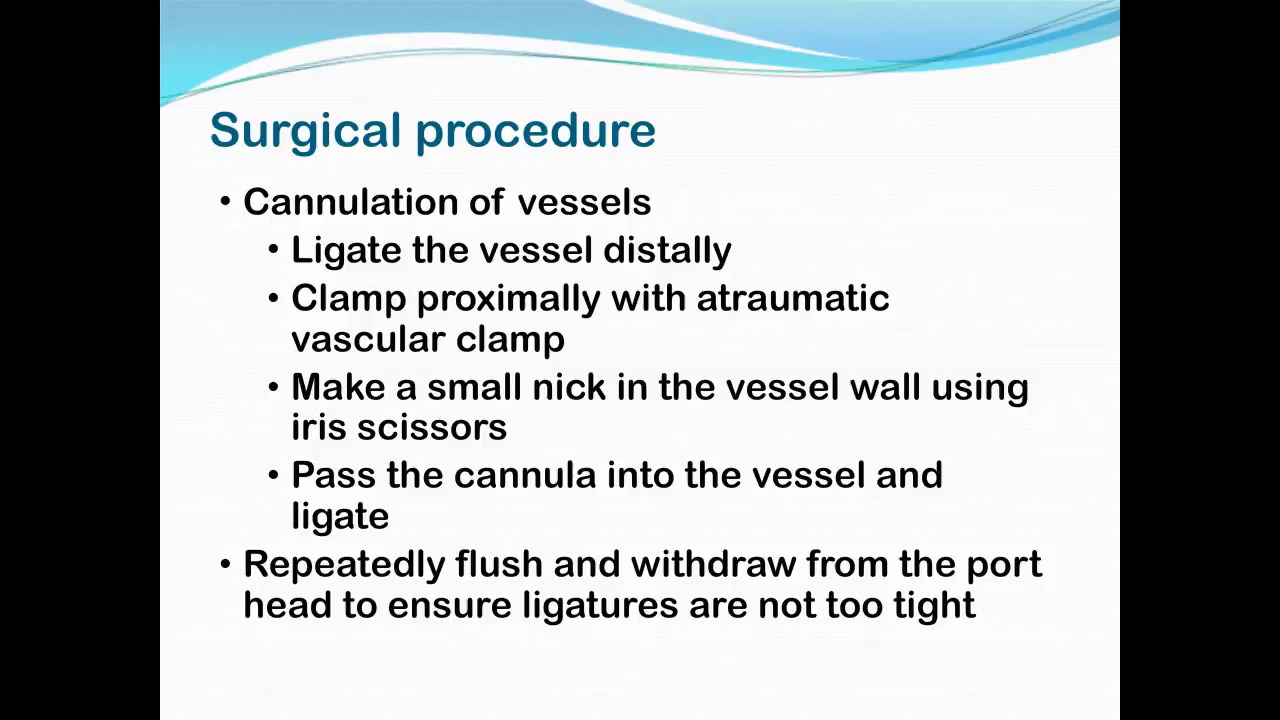 Surgical procedure
• Cannulation of vessels
• Ligate the vessel distally
• Clamp proximally with atraumatic
vascular clamp
• Make a small nick in the vessel wall using
iris scissors
• Pass the cannula into the vessel and
ligate
• Repeatedly flush and withdraw from the port
head to ensure ligatures are not too tight